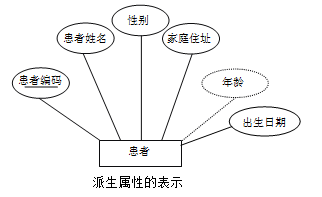 性别
患者姓名
家庭住址
患者编码
年龄
出生日期
患者
派生属性的表示